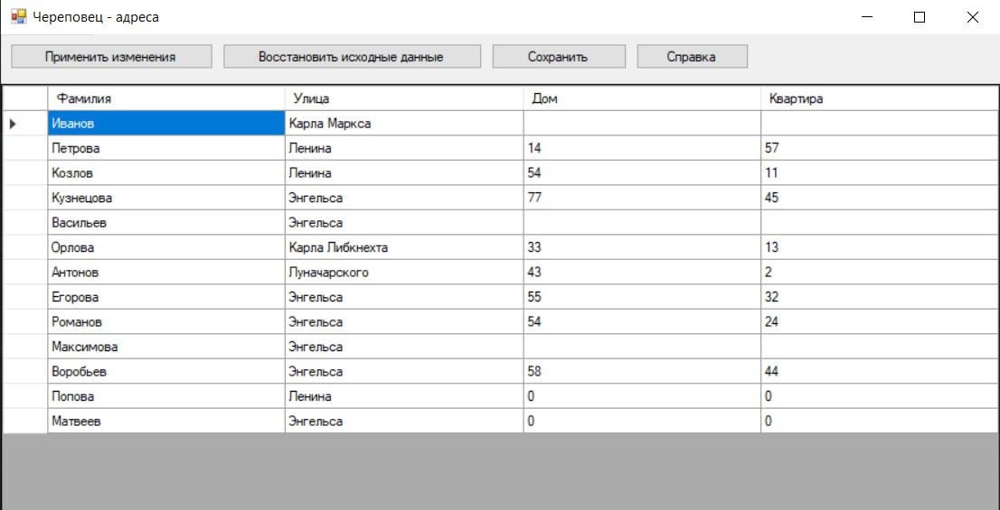 Череповец - адреса
Применить изменения Восстановить исходные данные Сохранить Справка
Фамилия Улица Дом Квартира
Иванов Карла Маркса
Петрова Ленина 14 57
Козлов Ленина 54 11
Кузнецова Энгельса 77 45
Васильев Энгельса
Орлова Карла Либкнехта 33 13
Антонов Луначарского 43 2
Егорова Энгельса 55 32
Романов Энгельса 54 24
Максимова Энгельса
Воробьев Энгельса 58 44
Попова Ленина 0 0
Матвеев Энгельса 0 0